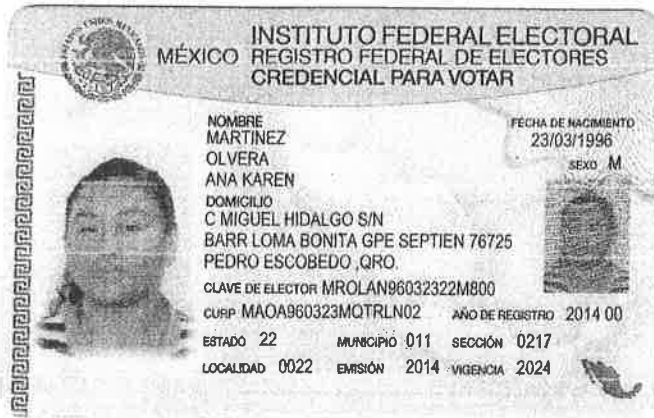 INSTITUTO FEDERAL ELECTORAL
MÉXICO REGISTRO FEDERAL DE ELECTORES
CREDENCIAL PARA VOTAR
NOMBRE
FECHA DE NACIMIENTO
MARTINEZ
23/03/1996
OLVERA
SEXO M
ANA KAREN
DOMICILIO
C MIGUEL HIDALGO S/N
BARR LOMA BONITA GPE SEPTIEN 76725
PEDRO ESCOBEDO ,QRO.
CLAVE DE ELECTOR MROLAN96032322M800
CURP MAOA960323MQTRLN02 AÑO DE REGISTRO 2014 00
ESTADO 22 MUNICIPIO 011 SECCIÓN 0217
LOCALIDAD 0022 EMISIÓN 2014 VIGENCIA 2024